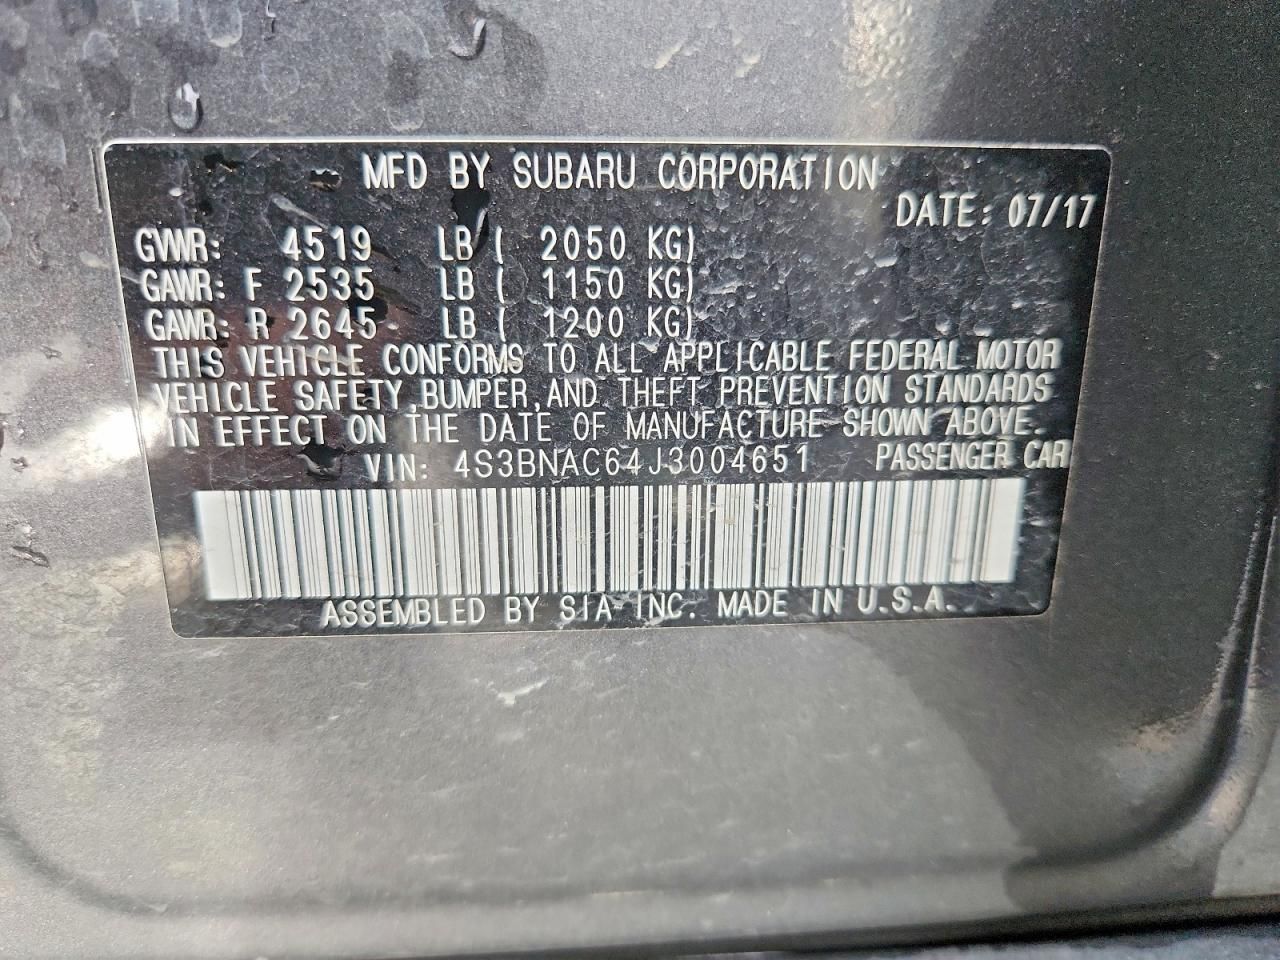 MFD BY SUBARU CORPORATION
DATE: 07/17
GVWR: 4519 LB ( 2050 KG)
GAWR: F 2535 LB ( 1150 KG)
GAWR: R 2645 LB ( 1200 KG)
THIS VEHICLE CONFORMS TO ALL APPLICABLE FEDERAL MOTOR
VEHICLE SAFETY,BUMPER,AND THEFT PREVENTION STANDARDS
IN EFFECT ON THE DATE OF MANUFACTURE SHOWN ABOVE.
VIN: 4S3BNAC64J3004651 PASSENGER CAR
ASSEMBLED BY SIA INC. MADE IN U.S.A.